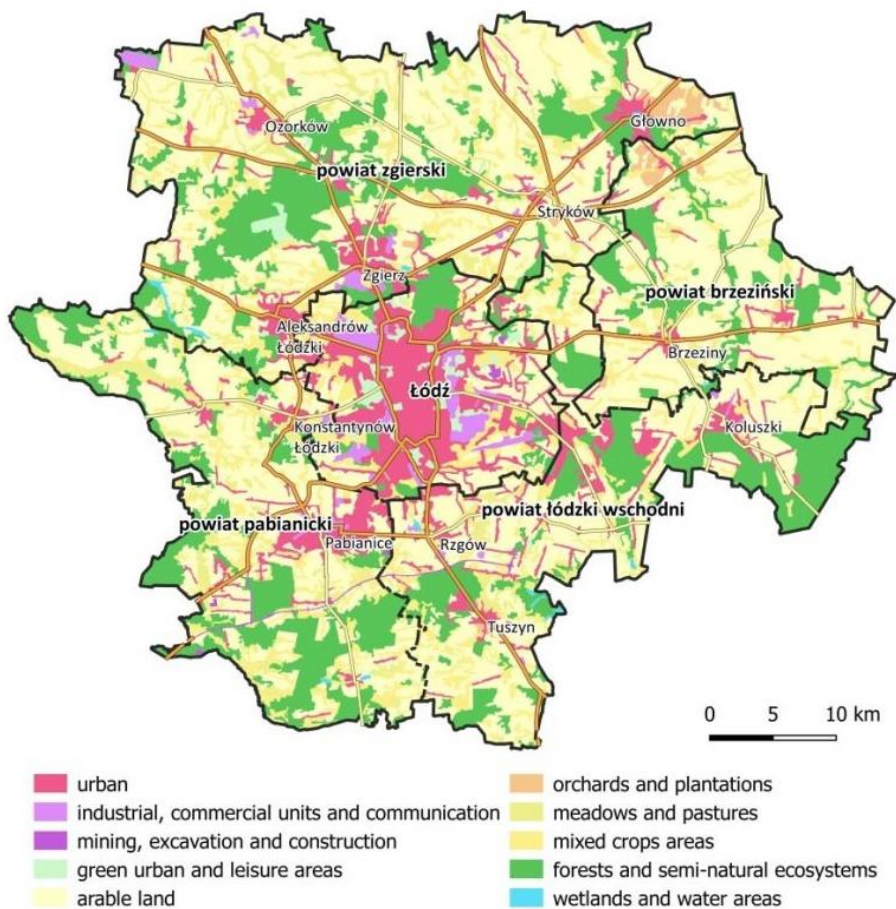 Ozorków
Głowno
powiat zgierski
Stryków
Zgierz
powiat brzeziński
Aleksandrów
Łódzki
Brzeziny
Łódź
Konstantynów
Łódzki
Koluszki
powiat pabianicki
powiat łódzki wschodni
Pabianice
Rzgów
Tuszyn
0 5 10 km
urban
industrial, commercial units and communication
mining, excavation and construction
green urban and leisure areas
arable land
orchards and plantations
meadows and pastures
mixed crops areas
forests and semi-natural ecosystems
wetlands and water areas